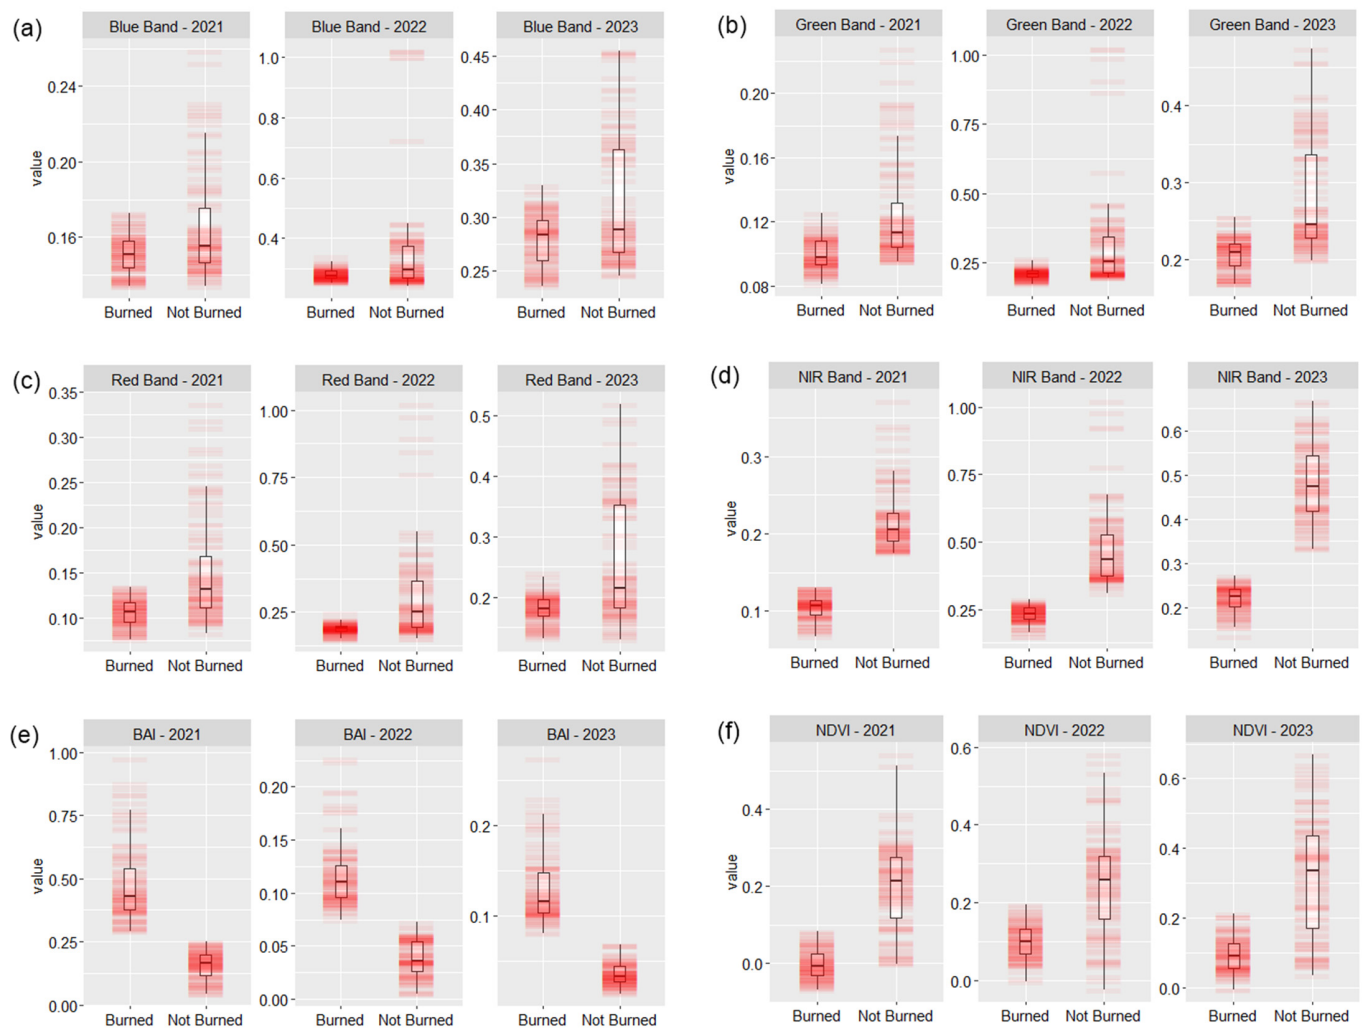 (a)
Blue Band - 2021
Blue Band - 2022
Blue Band - 2023
value
0.24
0.20
0.16
1.0
0.8
0.6
0.4
0.45
0.40
0.35
0.30
0.25
Burned Not Burned
Burned Not Burned
Burned Not Burned
(b)
Green Band - 2021
Green Band - 2022
Green Band - 2023
value
0.20
0.16
0.12
0.08
1.00
0.75
0.50
0.25
0.4
0.3
0.2
Burned Not Burned
Burned Not Burned
Burned Not Burned
(c)
Red Band - 2021
Red Band - 2022
Red Band - 2023
value
0.35
0.30
0.25
0.20
0.15
0.10
1.00
0.75
0.50
0.25
0.5
0.4
0.3
0.2
Burned Not Burned
Burned Not Burned
Burned Not Burned
(d)
NIR Band - 2021
NIR Band - 2022
NIR Band - 2023
value
0.3
0.2
0.1
1.00
0.75
0.50
0.25
0.6
0.5
0.4
0.3
0.2
Burned Not Burned
Burned Not Burned
Burned Not Burned
(e)
BAI - 2021
BAI - 2022
BAI - 2023
value
1.00
0.75
0.50
0.25
0.00
0.20
0.15
0.10
0.05
0.00
0.2
0.1
Burned Not Burned
Burned Not Burned
Burned Not Burned
(f)
NDVI - 2021
NDVI - 2022
NDVI - 2023
value
0.4
0.2
0.0
0.6
0.4
0.2
0.0
0.6
0.4
0.2
0.0
Burned Not Burned
Burned Not Burned
Burned Not Burned